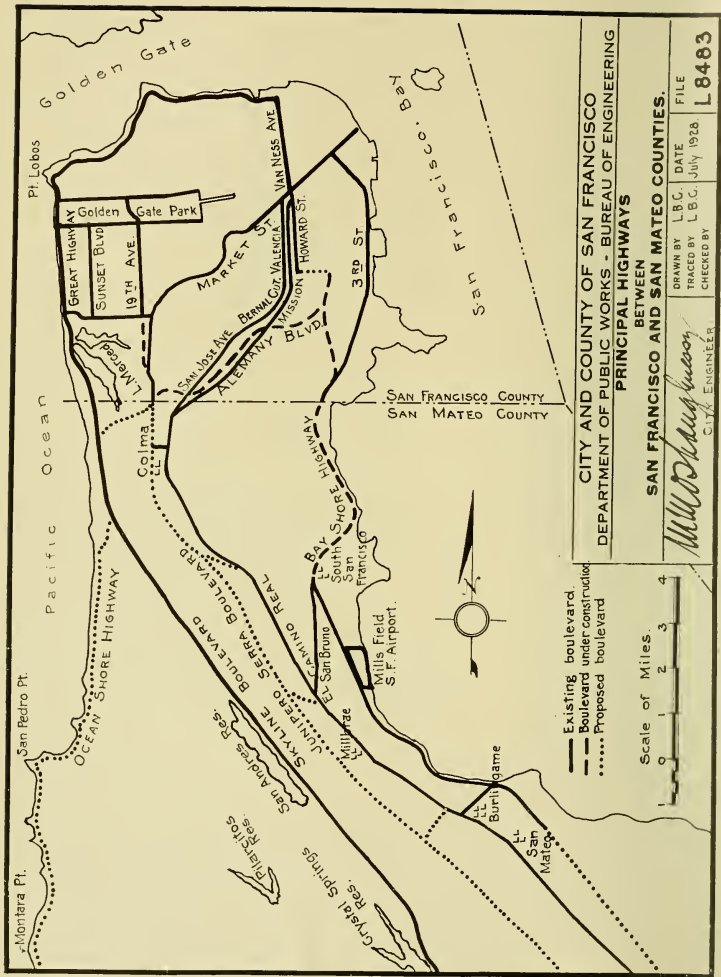 Golden Gate
Pt. Lobos
Pacific Ocean
San Francisco Bay
GREAT HIGHWAY
Golden Gate Park
SUNSET BLVD
19TH AVE.
VAN NESS AVE.
MARKET ST.
VALENCIA
HOWARD ST.
BERNAL CUT.
MISSION
3RD ST
SAN JOSE AVE
ALEMANY BLVD.
L. Merced
SAN FRANCISCO COUNTY
SAN MATEO COUNTY
Colma
BAY SHORE HIGHWAY
South
San
Francisco
OCEAN SHORE HIGHWAY
SKYLINE BOULEVARD
JUNIPERO SERRA BOULEVARD
EL CAMINO REAL
San Bruno
Mills Field
S.F. Airport.
San Pedro Pt.
Montara Pt.
San Andres Res.
Pilarcitos
Res.
Crystal Springs
Res.
Millbrae
Burlingame
San
Mateo
Existing boulevard.
Boulevard under construction
Proposed boulevard
Scale of Miles.
1 0 1 2 3 4
CITY AND COUNTY OF SAN FRANCISCO
DEPARTMENT OF PUBLIC WORKS - BUREAU OF ENGINEERING
PRINCIPAL HIGHWAYS
BETWEEN
SAN FRANCISCO AND SAN MATEO COUNTIES.
CITY ENGINEER
DRAWN BY L.B.C.
TRACED BY L.B.C.
CHECKED BY
DATE
July 1928.
FILE
L8483